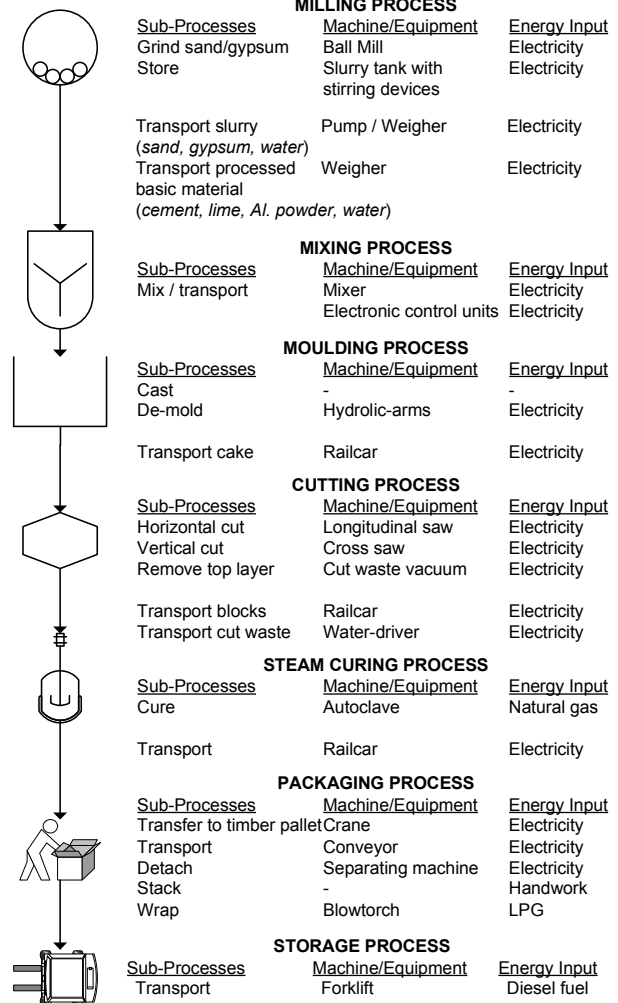 MILLING PROCESS
Sub-Processes Machine/Equipment Energy Input
Grind sand/gypsum Ball Mill Electricity
Store Slurry tank with Electricity
stirring devices
Transport slurry Pump / Weigher Electricity
(sand, gypsum, water)
Transport processed Weigher Electricity
basic material
(cement, lime, Al. powder, water)
MIXING PROCESS
Sub-Processes Machine/Equipment Energy Input
Mix / transport Mixer Electricity
Electronic control units Electricity
MOULDING PROCESS
Sub-Processes Machine/Equipment Energy Input
Cast - -
De-mold Hydrolic-arms Electricity
Transport cake Railcar Electricity
CUTTING PROCESS
Sub-Processes Machine/Equipment Energy Input
Horizontal cut Longitudinal saw Electricity
Vertical cut Cross saw Electricity
Remove top layer Cut waste vacuum Electricity
Transport blocks Railcar Electricity
Transport cut waste Water-driver Electricity
STEAM CURING PROCESS
Sub-Processes Machine/Equipment Energy Input
Cure Autoclave Natural gas
Transport Railcar Electricity
PACKAGING PROCESS
Sub-Processes Machine/Equipment Energy Input
Transfer to timber pallet Crane Electricity
Transport Conveyor Electricity
Detach Separating machine Electricity
Stack - Handwork
Wrap Blowtorch LPG
STORAGE PROCESS
Sub-Processes Machine/Equipment Energy Input
Transport Forklift Diesel fuel